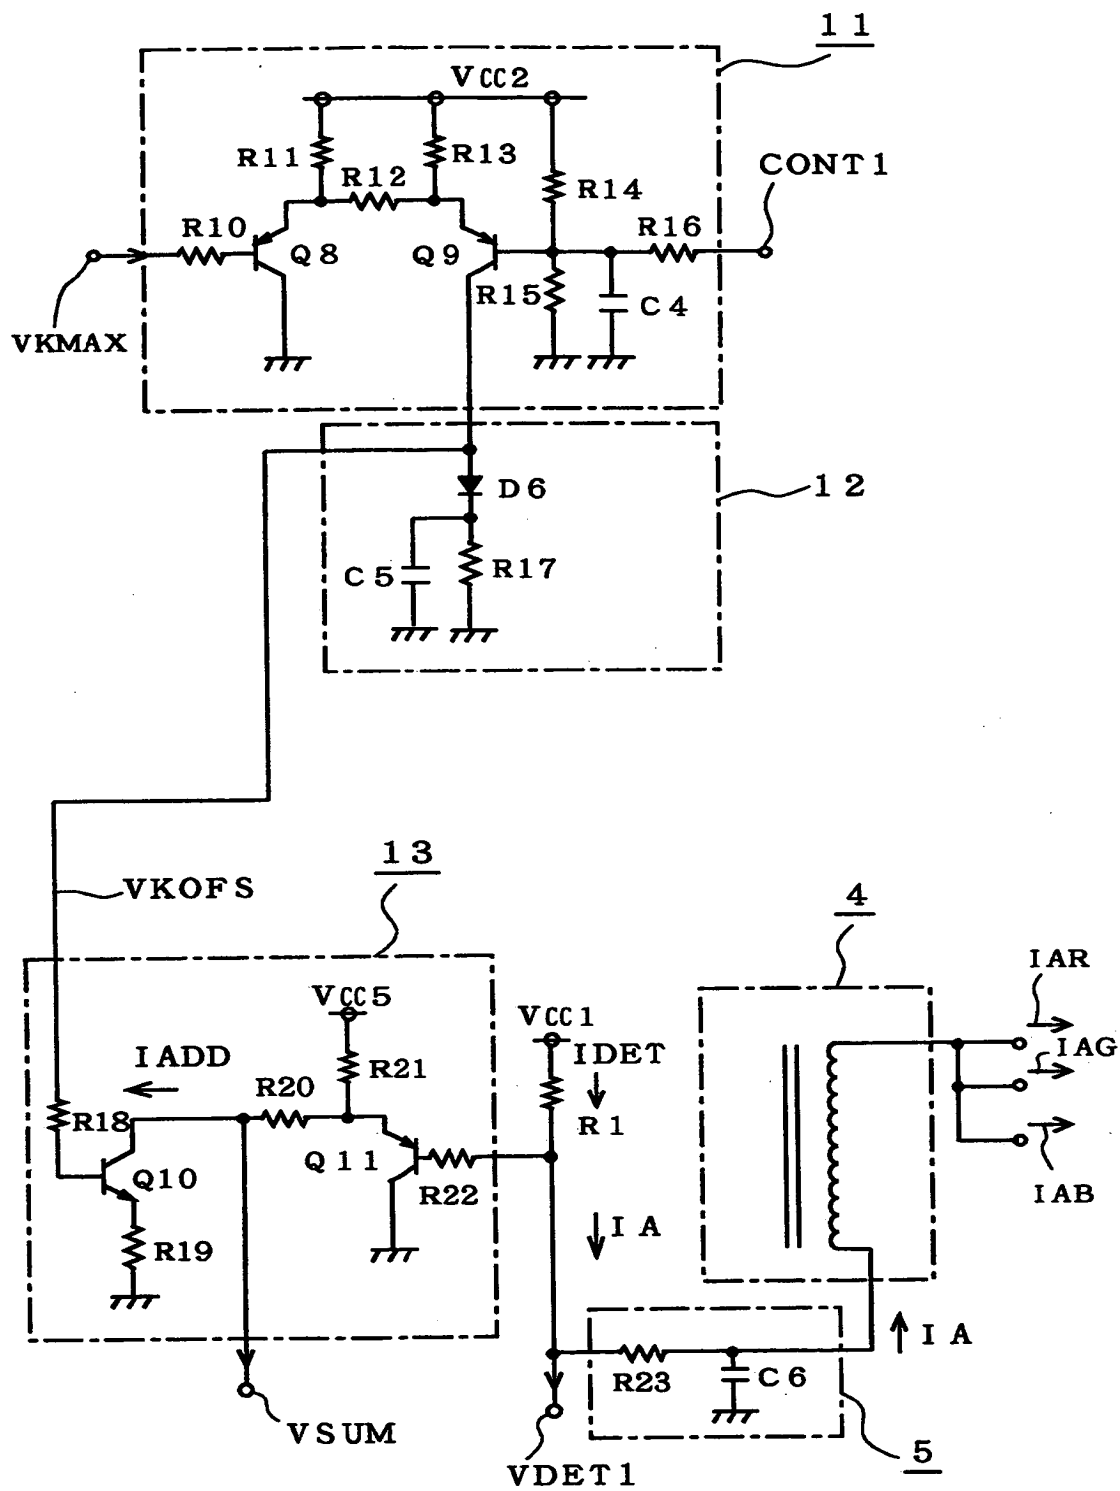 11
VCC2
R11
R12
R13
R14
CONT1
R10
Q8
Q9
R16
R15
C4
VKMAX
D6
12
C5
R17
13
VKOFS
4
IAR
VCC5
VCC1
IAG
IADD
R20
R21
IDET
R18
R1
Q10
Q11
R22
IAB
R19
IA
IA
R23
C6
VSUM
VDET1
5